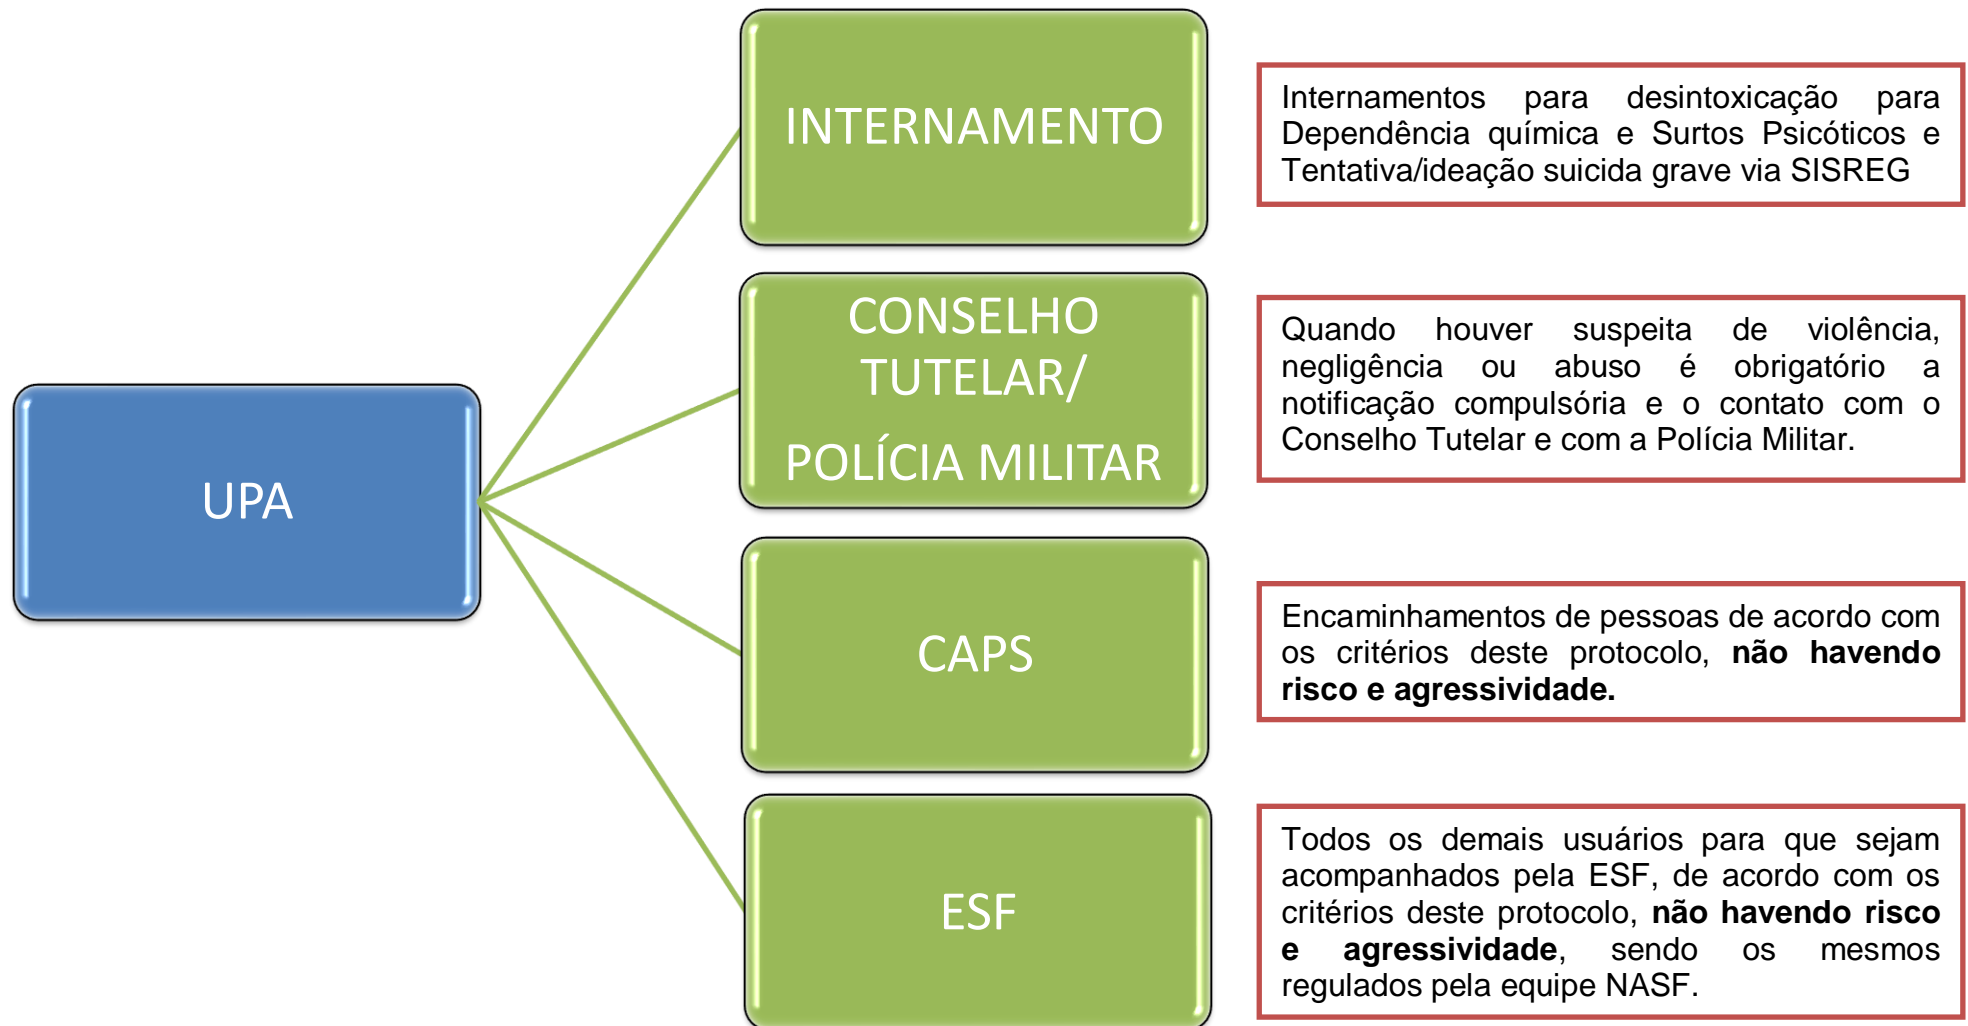 INTERNAMENTO
Internamentos para desintoxicação para
Dependência química e Surtos Psicóticos e
Tentativa/ideação suicida grave via SISREG
CONSELHO
TUTELAR/
POLÍCIA MILITAR
Quando houver suspeita de violência,
negligência ou abuso é obrigatório a
notificação compulsória e o contato com o
Conselho Tutelar e com a Polícia Militar.
UPA
CAPS
Encaminhamentos de pessoas de acordo com
os critérios deste protocolo, não havendo
risco e agressividade.
ESF
Todos os demais usuários para que sejam
acompanhados pela ESF, de acordo com os
critérios deste protocolo, não havendo risco
e agressividade, sendo os mesmos
regulados pela equipe NASF.